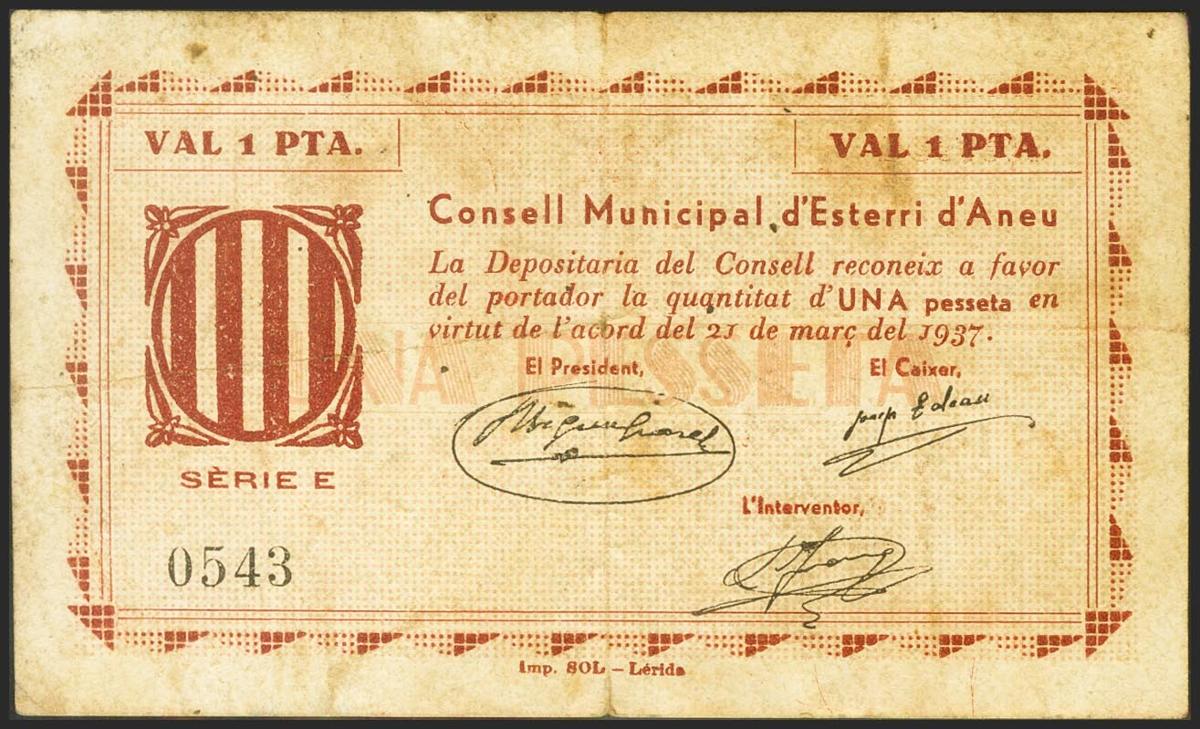 VAL 1 PTA.
VAL 1 PTA.
Consell Municipal d'Esterri d'Aneu
La Depositaria del Consell reconeix a favor
del portador la quantitat d'UNA pesseta en
virtut de l'acord del 21 de març del 1937.
UNA PESSETA
El President,
El Caixer,
SÈRIE E
L'Interventor,
0543
Imp. SOL – Lérida